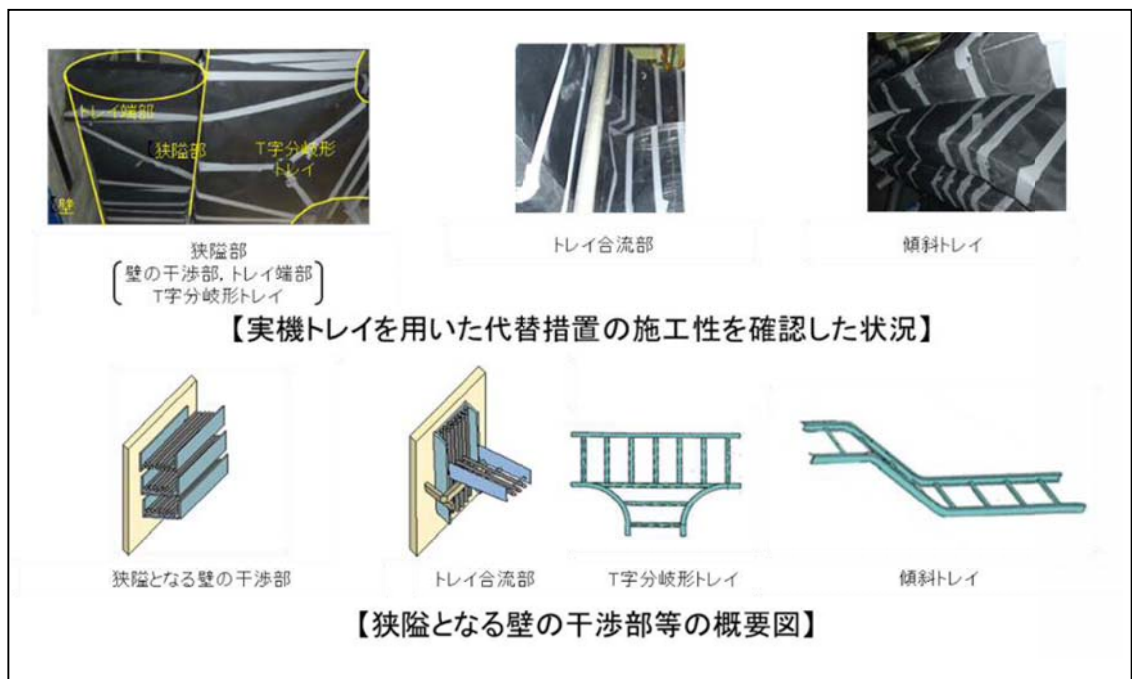 トレイ端部
狭隘部
T字分岐形
トレイ
壁
狭隘部
壁の干渉部,トレイ端部
T字分岐形トレイ
トレイ合流部
傾斜トレイ
【実機トレイを用いた代替措置の施工性を確認した状況】
狭隘となる壁の干渉部
トレイ合流部
T字分岐形トレイ
傾斜トレイ
【狭隘となる壁の干渉部等の概要図】